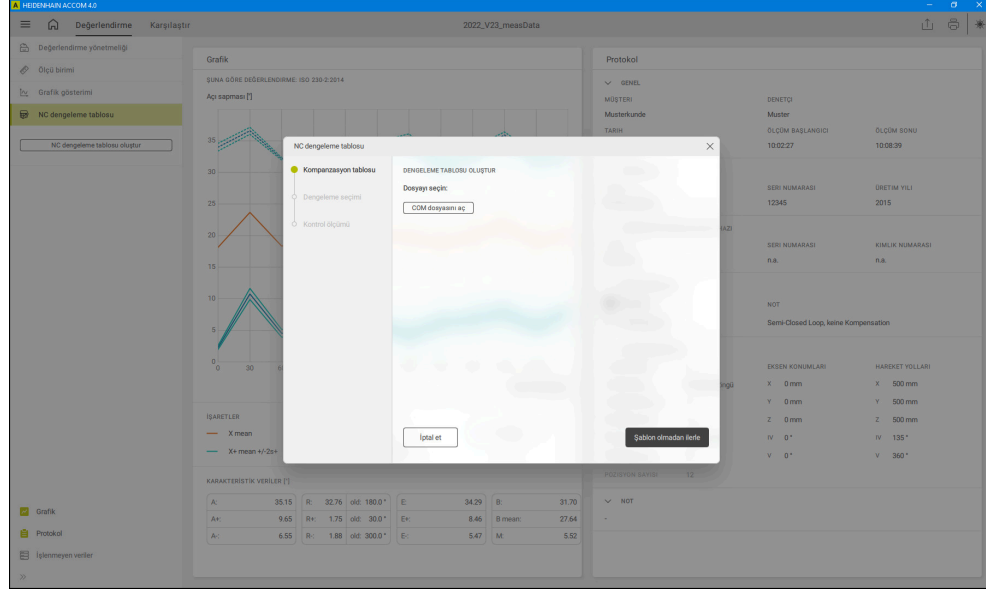 HEIDENHAIN ACCOM 4.0
Değerlendirme Karşılaştır 2022_V23_measData
Değerlendirme yönetmeliği
Ölçü birimi
Grafik gösterimi
NC dengeleme tablosu
NC dengeleme tablosu oluştur
Grafik
Protokol
İşlenmeyen veriler
Grafik
ŞUNA GÖRE DEĞERLENDIRME: ISO 230-2:2014
Açı sapması ["]
35
30
25
20
15
10
5
0
0 30
İŞARETLER
X mean
X+ mean +/-2s+
KARAKTERİSTİK VERİLER ["]
A: 35.15 R: 32.76 old: 180.0 ° E: 34.29 B: 31.70
A+: 9.65 R+: 1.75 old: 30.0 ° E+: 8.46 B mean: 27.64
A-: 6.55 R-: 1.88 old: 300.0 ° E-: 5.47 M: 5.52
NC dengeleme tablosu
Kompanzasyon tablosu
Dengeleme seçimi
Kontrol ölçümü
DENGELEME TABLOSU OLUŞTUR
Dosyayı seçin:
COM dosyasını aç
İptal et
Şablon olmadan ilerle
Protokol
GENEL
MÜŞTERI DENETÇI
Musterkunde Muster
TARIH ÖLÇÜM BAŞLANGICI ÖLÇÜM SONU
10:02:27 10:08:39
SERI NUMARASI ÜRETIM YILI
12345 2015
SERI NUMARASI KIMLIK NUMARASI
n.a. n.a.
NOT
Semi-Closed Loop, keine Kompensation
EKSEN KONUMLARI HAREKET YOLLARI
X 0 mm X 500 mm
Y 0 mm Y 500 mm
Z 0 mm Z 500 mm
IV 0 ° IV 135 °
V 0 ° V 360 °
POZISYON SAYISI 12
NOT
-